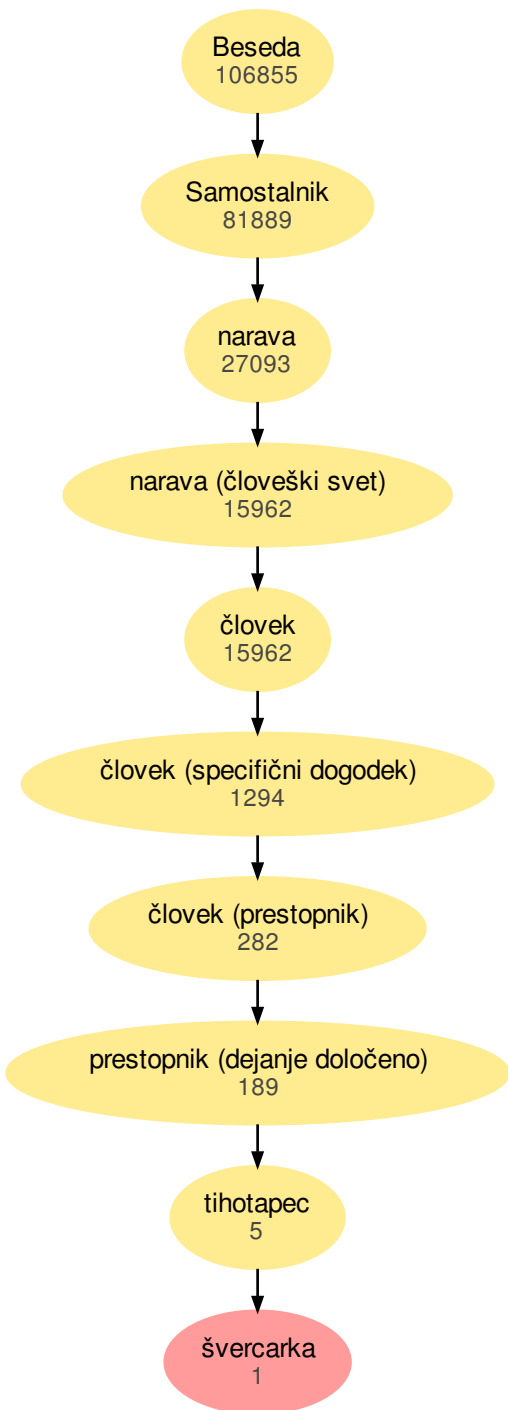 Beseda
106855
Samostalnik
81889
narava
27093
narava (človeški svet)
15962
človek
15962
človek (specifični dogodek)
1294
človek (prestopnik)
282
prestopnik (dejanje določeno)
189
tihotapec
5
švercarka
1